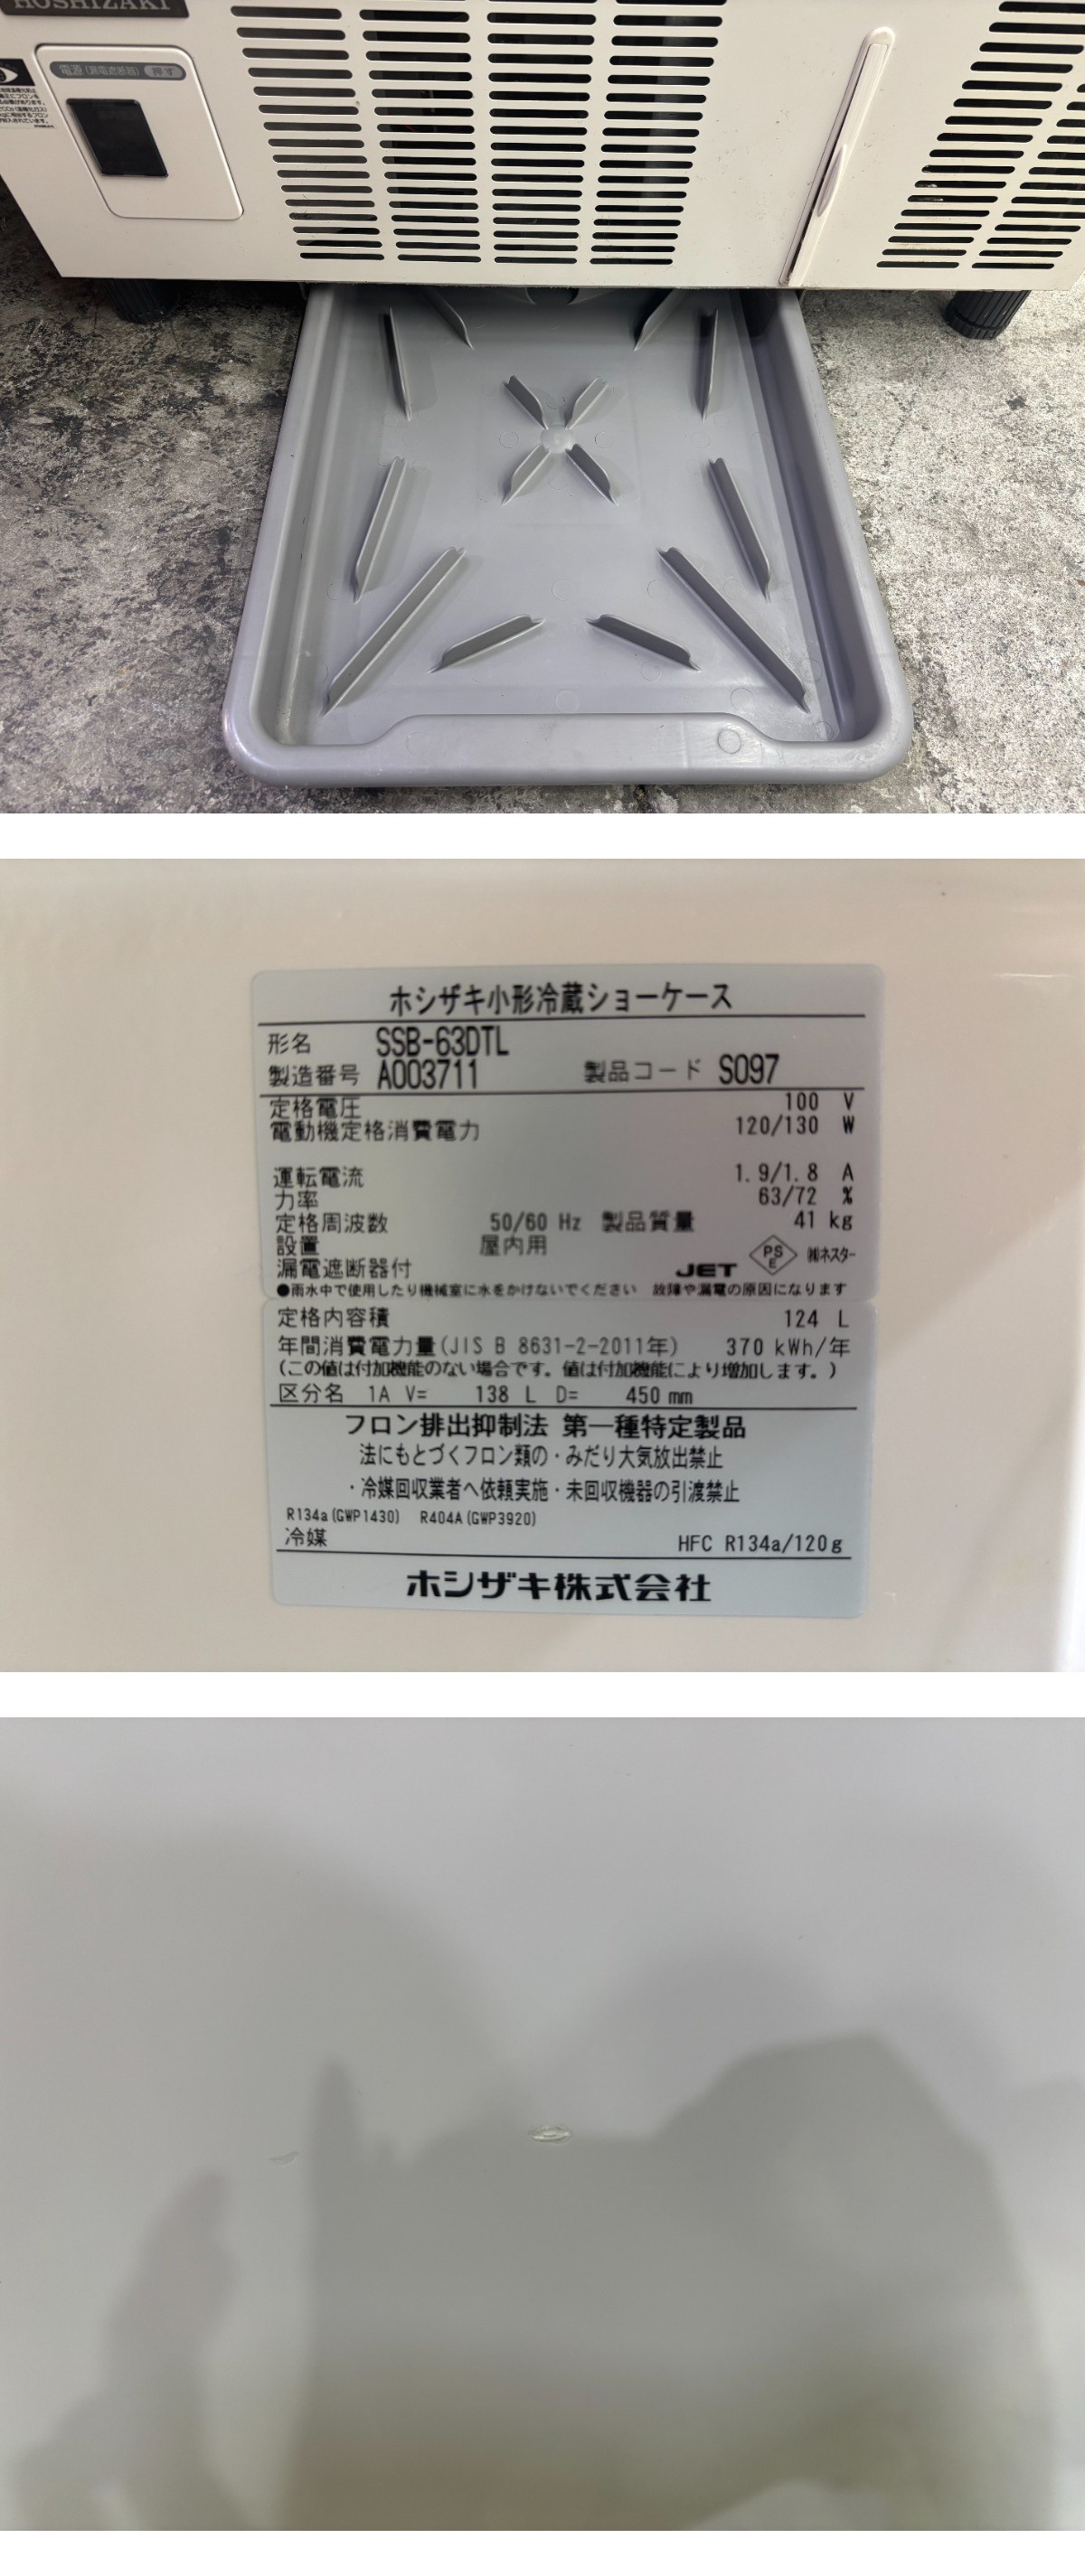 HOSHIZAKI
電源(漏電遮断器) 押す
ホシザキ小形冷蔵ショーケース
形名 SSB-63DTL
製造番号 A003711 製品コード S097
定格電圧 100 V
電動機定格消費電力 120/130 W
運転電流 1.9/1.8 A
力率 63/72 %
定格周波数 50/60 Hz 製品質量 41 kg
設置 屋内用
漏電遮断器付 JET PS E ㈱ネスター
●雨水中で使用したり機械室に水をかけないでください 故障や漏電の原因になります
定格内容積 124 L
年間消費電力量(JIS B 8631-2-2011年) 370 kWh/年
(この値は付加機能のない場合です。値は付加機能により増加します。)
区分名 1A V= 138 L D= 450 mm
フロン排出抑制法 第一種特定製品
法にもとづくフロン類の・みだり大気放出禁止
・冷媒回収業者へ依頼実施・未回収機器の引渡禁止
R134a(GWP1430) R404A(GWP3920)
冷媒 HFC R134a/120g
ホシザキ株式会社